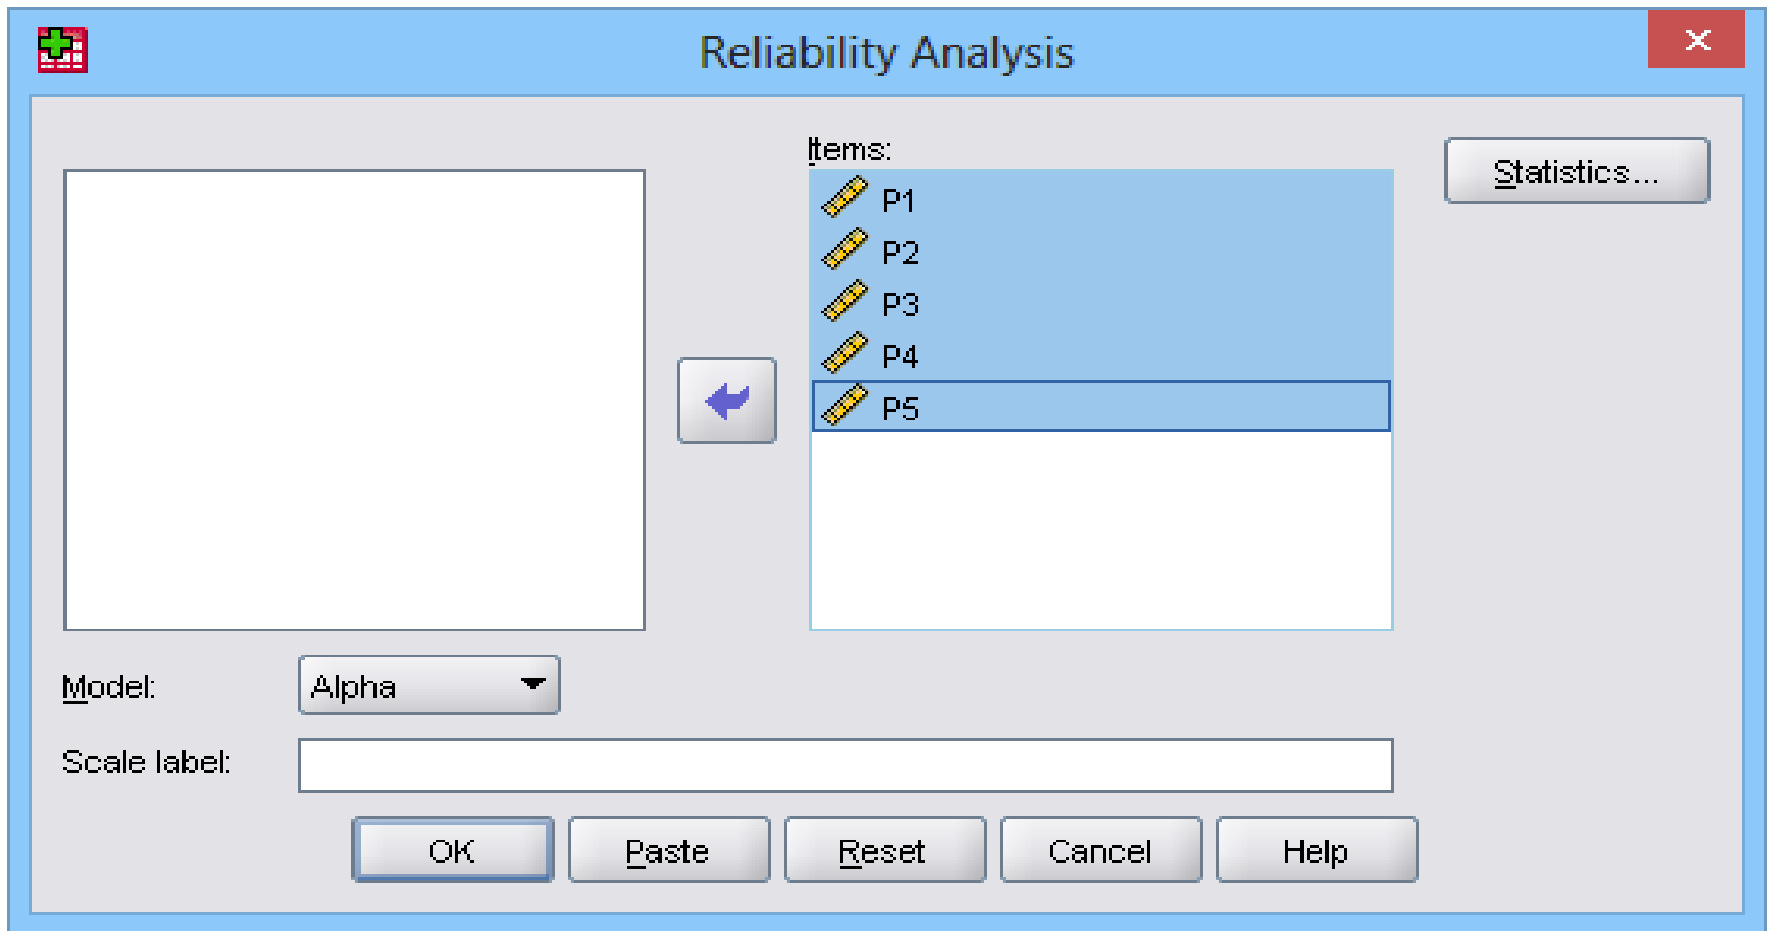 Reliability Analysis
Items:
Statistics...
P1
P2
P3
P4
P5
Model:
Alpha
Scale label:
OK Paste Reset Cancel Help